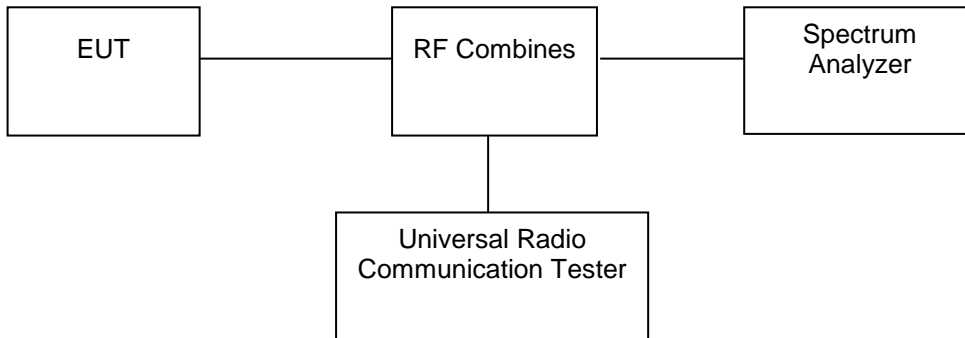 EUT
RF Combines
Spectrum
Analyzer
Universal Radio
Communication Tester